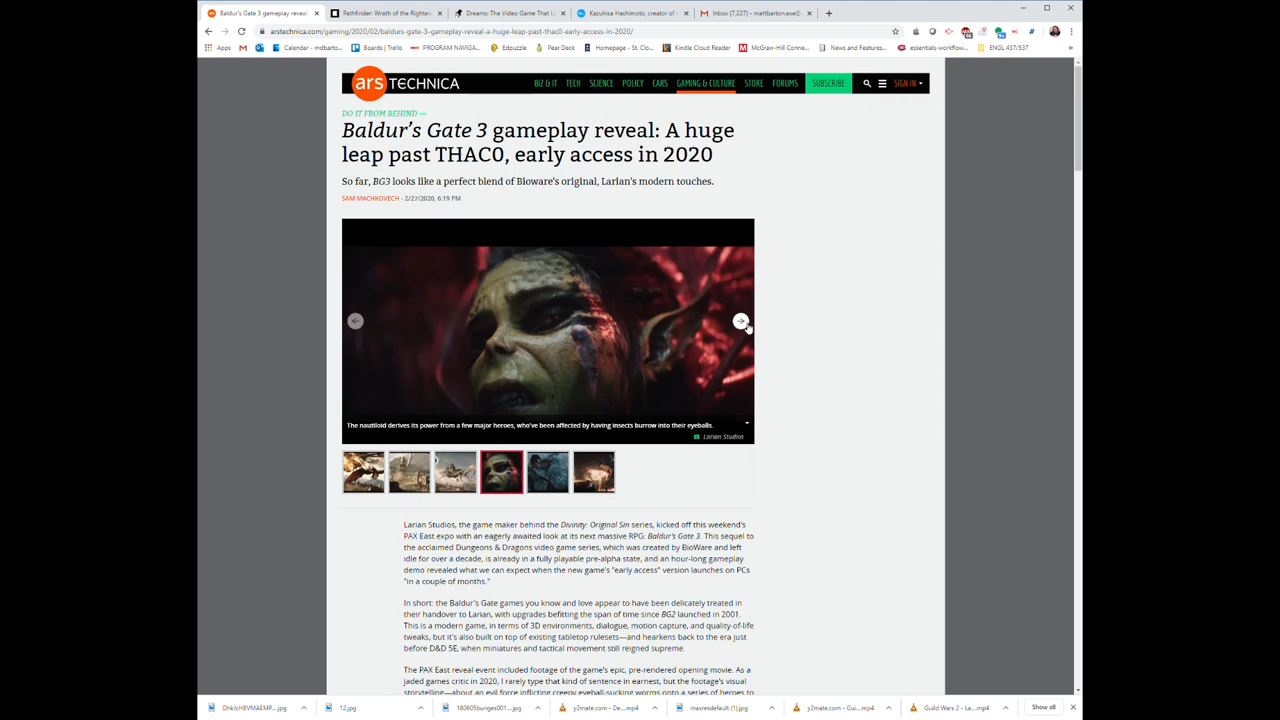 Baldur's Gate 3 gameplay reveal
Pathfinder: Wrath of the Righteo
Dreams: The Video Game That L
Kazuhisa Hashimoto, creator of
Inbox (7,227) - mattbarton.exe@
arstechnica.com/gaming/2020/02/baldurs-gate-3-gameplay-reveal-a-huge-leap-past-thac0-early-access-in-2020/
Apps
Calendar - mdbarto...
Boards | Trello
PROGRAM NAVIGA...
Edpuzzle
Pear Deck
Homepage - St. Clo...
Kindle Cloud Reader
McGraw-Hill Conne...
News and Features...
essentials-workflow...
ENGL 437/537
»
ars TECHNICA
BIZ & IT TECH SCIENCE POLICY CARS GAMING & CULTURE STORE FORUMS SUBSCRIBE SIGN IN
DO IT FROM BEHIND —
Baldur's Gate 3 gameplay reveal: A huge
leap past THAC0, early access in 2020
So far, BG3 looks like a perfect blend of Bioware's original, Larian's modern touches.
SAM MACHKOVECH - 2/27/2020, 6:19 PM
The nautiloid derives its power from a few major heroes, who've been affected by having insects burrow into their eyeballs.
Larian Studios
Larian Studios, the game maker behind the Divinity: Original Sin series, kicked off this weekend's
PAX East expo with an eagerly awaited look at its next massive RPG: Baldur's Gate 3. This sequel to
the acclaimed Dungeons & Dragons video game series, which was created by BioWare and left
idle for over a decade, is already in a fully playable pre-alpha state, and an hour-long gameplay
demo revealed what we can expect when the new game's "early access" version launches on PCs
"in a couple of months."
In short: the Baldur's Gate games you know and love appear to have been delicately treated in
their handover to Larian, with upgrades befitting the span of time since BG2 launched in 2001.
This is a modern game, in terms of 3D environments, dialogue, motion capture, and quality-of-life
tweaks, but it's also built on top of existing tabletop rulesets—and hearkens back to the era just
before D&D 5E, when miniatures and tactical movement still reigned supreme.
The PAX East reveal event included footage of the game's epic, pre-rendered opening movie. As a
jaded games critic in 2020, I rarely type that kind of sentence in earnest, but the footage's visual
storytelling—about an evil force inflicting creepy eyeball-sucking worms onto a series of heroes to
DhkJcHBVMAEMP...jpg
12.jpg
180605bunges001...jpg
y2mate.com - De....mp4
maxresdefault (1).jpg
y2mate.com - Gui....mp4
Guild Wars 2 - La....mp4
Show all